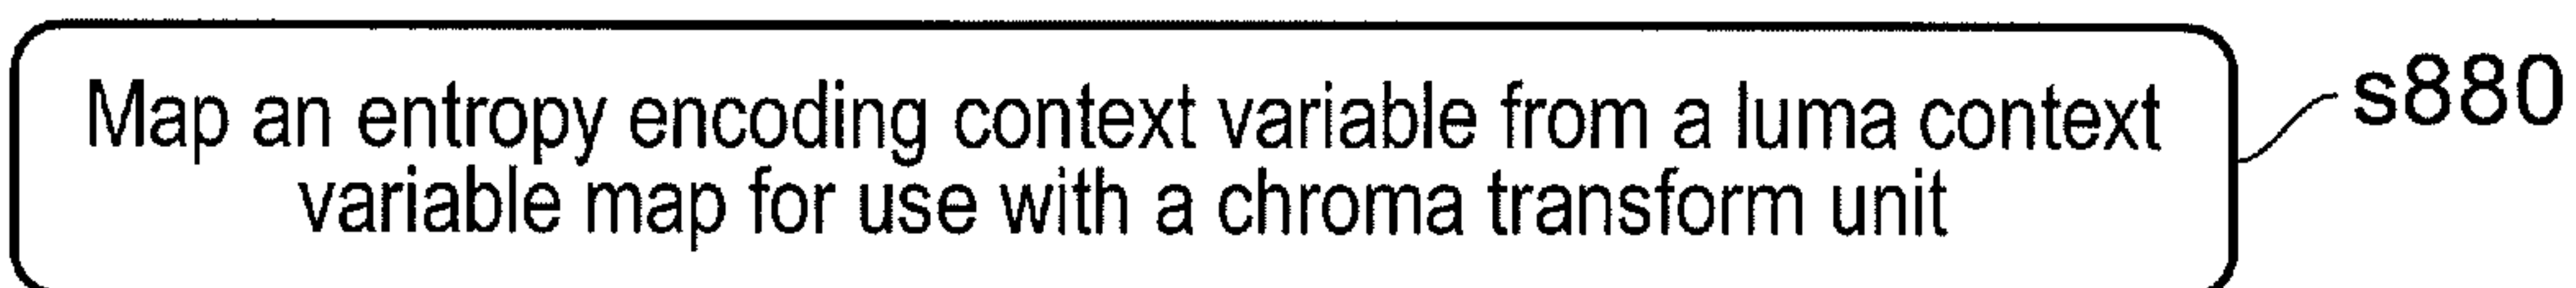 Map an entropy encoding context variable from a luma context
variable map for use with a chroma transform unit
s880